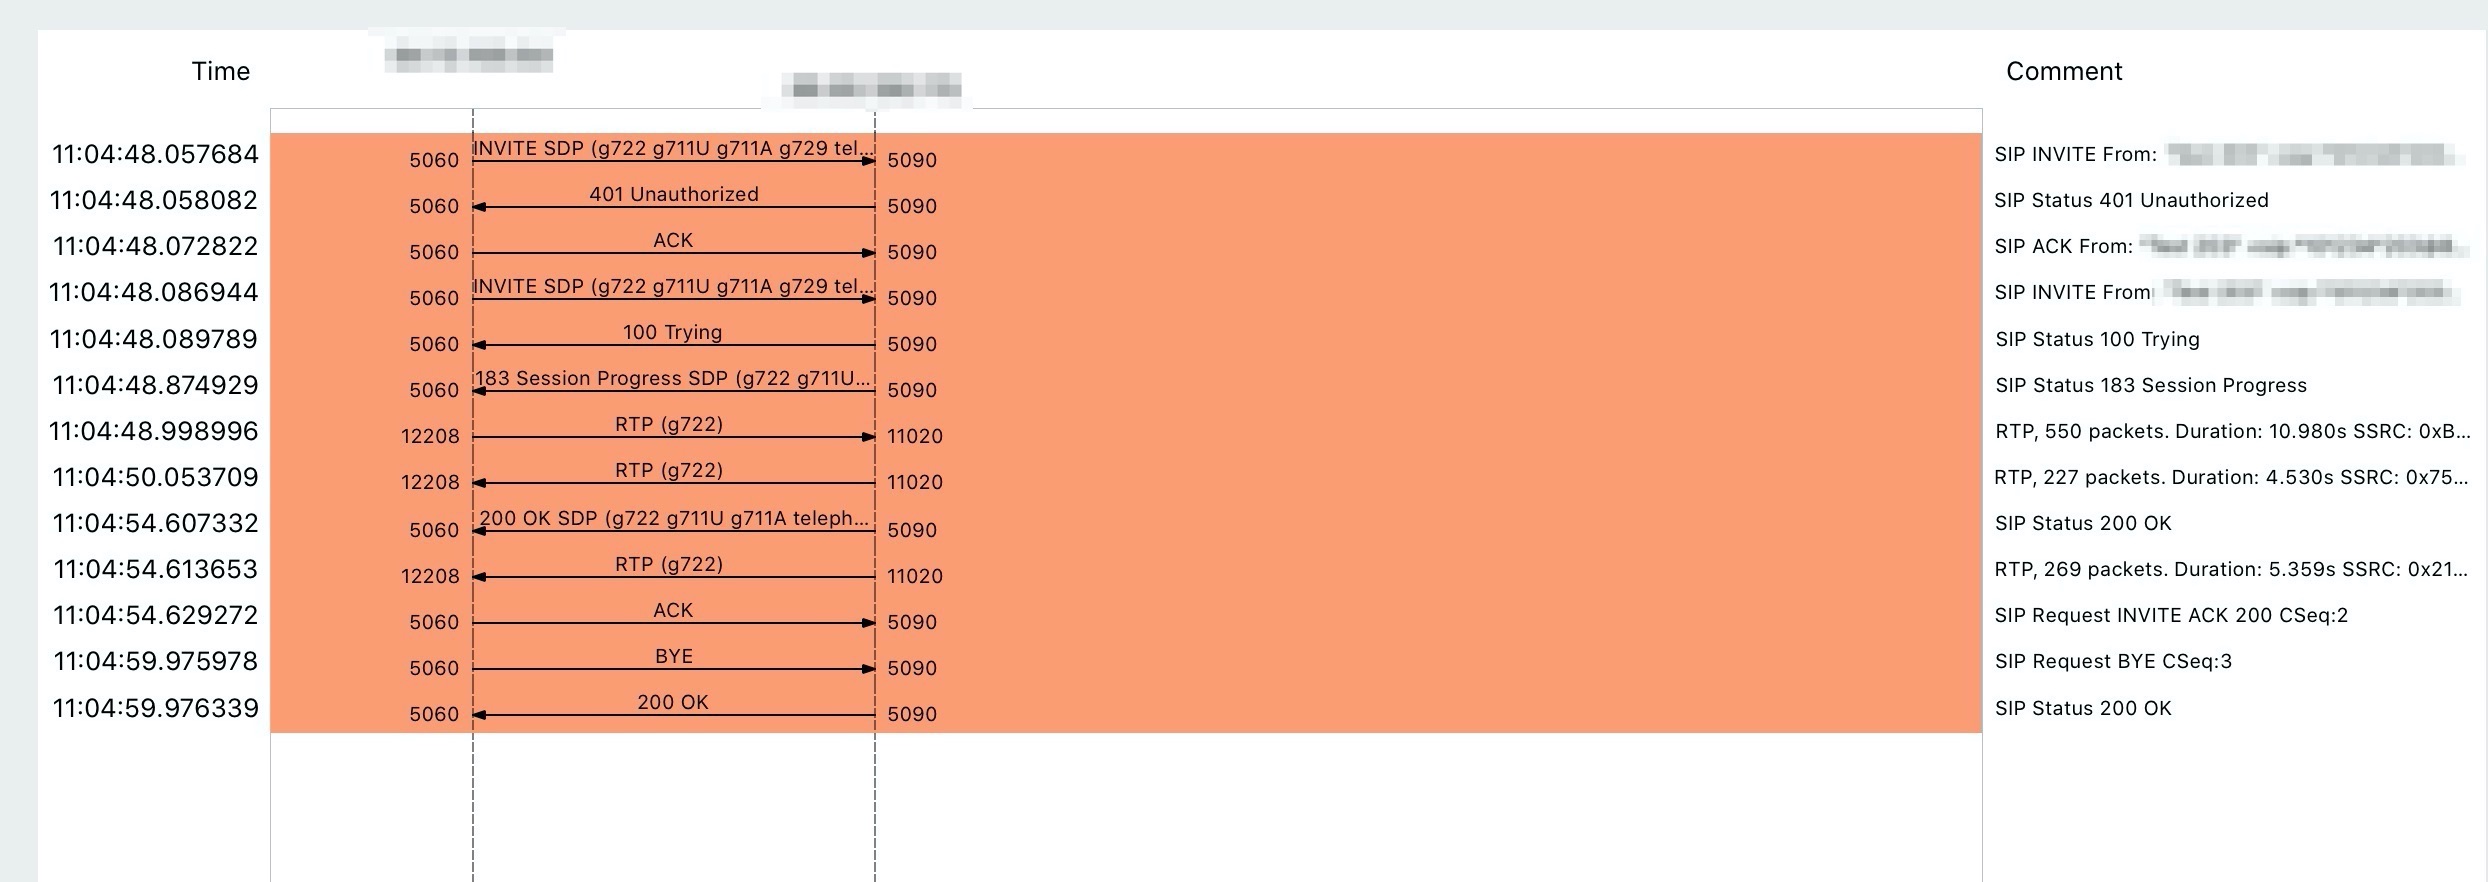 Time Comment
11:04:48.057684 5060 INVITE SDP (g722 g711U g711A g729 tel... 5090 SIP INVITE From:
11:04:48.058082 5060 401 Unauthorized 5090 SIP Status 401 Unauthorized
11:04:48.072822 5060 ACK 5090 SIP ACK From:
11:04:48.086944 5060 INVITE SDP (g722 g711U g711A g729 tel... 5090 SIP INVITE From
11:04:48.089789 5060 100 Trying 5090 SIP Status 100 Trying
11:04:48.874929 5060 183 Session Progress SDP (g722 g711U... 5090 SIP Status 183 Session Progress
11:04:48.998996 12208 RTP (g722) 11020 RTP, 550 packets. Duration: 10.980s SSRC: 0xB...
11:04:50.053709 12208 RTP (g722) 11020 RTP, 227 packets. Duration: 4.530s SSRC: 0x75...
11:04:54.607332 5060 200 OK SDP (g722 g711U g711A teleph... 5090 SIP Status 200 OK
11:04:54.613653 12208 RTP (g722) 11020 RTP, 269 packets. Duration: 5.359s SSRC: 0x21...
11:04:54.629272 5060 ACK 5090 SIP Request INVITE ACK 200 CSeq:2
11:04:59.975978 5060 BYE 5090 SIP Request BYE CSeq:3
11:04:59.976339 5060 200 OK 5090 SIP Status 200 OK